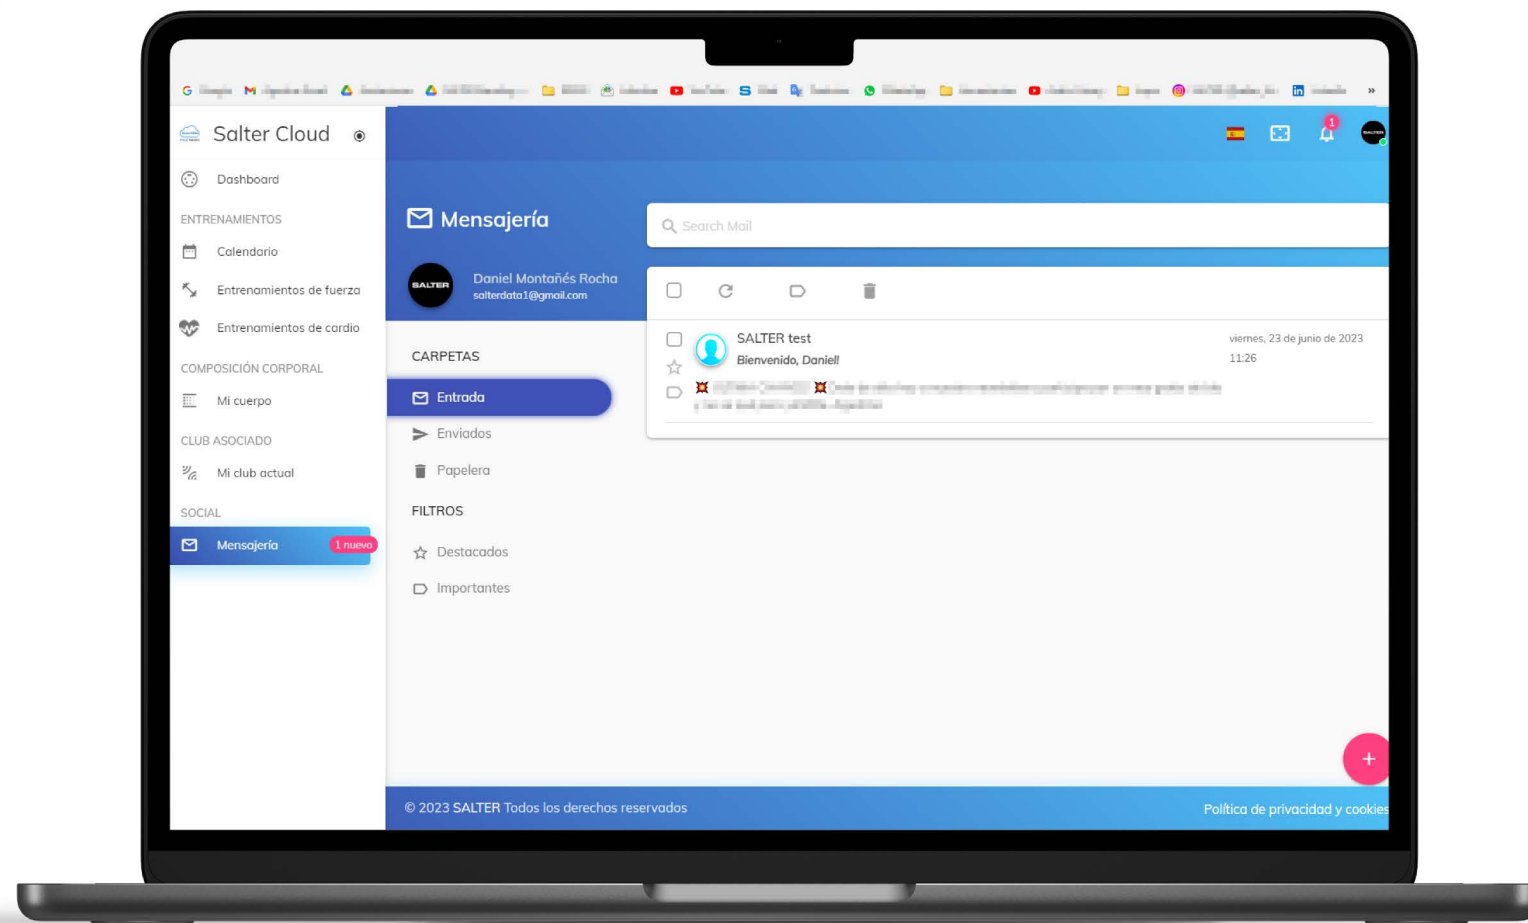 Salter Cloud
1
SALTER
Dashboard
ENTRENAMIENTOS
Calendario
Entrenamientos de fuerza
Entrenamientos de cardio
COMPOSICIÓN CORPORAL
Mi cuerpo
CLUB ASOCIADO
Mi club actual
SOCIAL
Mensajería 1 nuevo
Mensajería
SALTER
Daniel Montañés Rocha
salterdata1@gmail.com
CARPETAS
Entrada
Enviados
Papelera
FILTROS
Destacados
Importantes
Search Mail
SALTER test
Bienvenido, Daniel!
viernes, 23 de junio de 2023
11:26
+
© 2023 SALTER Todos los derechos reservados
Política de privacidad y cookies